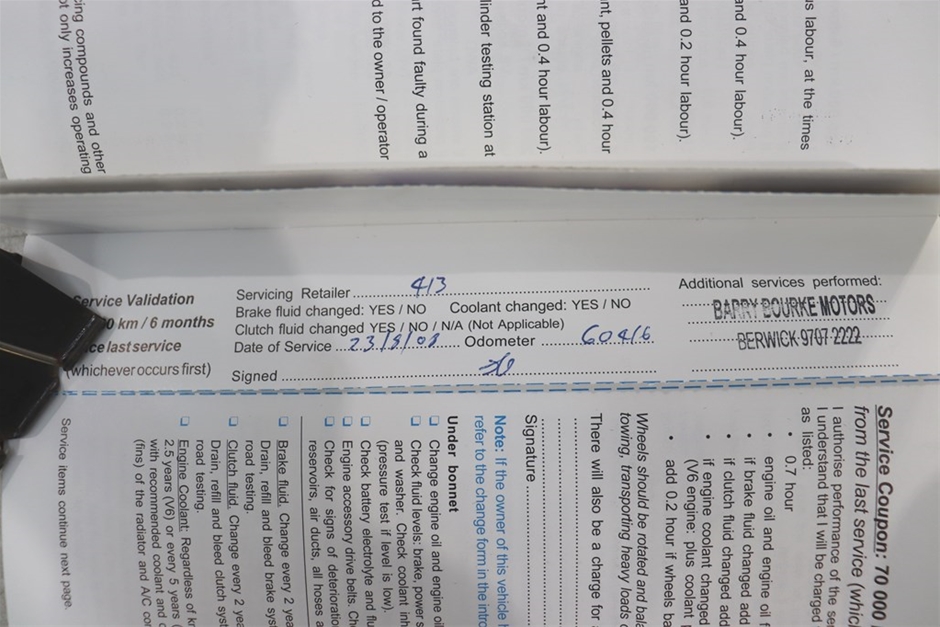 us labour, at the times
and 0.4 hour labour).
and 0.2 hour labour).
nt, pellets and 0.4 hour
nt and 0.4 hour labour).
linder testing station at
rt found faulty during a
d to the owner / operator
ing compounds and other
ot only increases operating
Service Validation
0 km / 6 months
ce last service
(whichever occurs first)
Servicing Retailer 413
Brake fluid changed: YES / NO Coolant changed: YES / NO
Clutch fluid changed YES / NO / N/A (Not Applicable)
Date of Service 23/8/08 Odometer 60416
Signed
Additional services performed:
BARRY BOURKE MOTORS
BERWICK 9707 2222
Service Coupon: 70 000
from the last service (whic
I authorise performance of the se
I understand that I will be charged
as listed:
• 0.7 hour
• engine oil and engine oil f
• if brake fluid changed add
• if clutch fluid changed add
• if engine coolant changed
(V6 engine: plus coolant
• add 0.2 hour if wheels ba
Wheels should be rotated and bala
towing, transporting heavy loads o
There will also be a charge for
Signature
Note: If the owner of this vehicle h
refer to the change form in the intro
Under bonnet
❑ Change engine oil and engine oil
❑ Check fluid levels: brake, power s
and washer. Check coolant inh
(pressure test if level is low).
❑ Check battery electrolyte and flu
❑ Engine accessory drive belts. Ch
❑ Check for signs of deterioratio
reservoirs, air ducts, all hoses a
❑ Brake fluid. Change every 2 yea
Drain, refill and bleed brake sys
road testing.
❑ Clutch fluid. Change every 2 yea
Drain, refill and bleed clutch syst
road testing.
❑ Engine Coolant: Regardless of k
2.5 years (V6) or every 5 years (
with recommended coolant and c
(fins) of the radiator and A/C con
Service items continue next page.